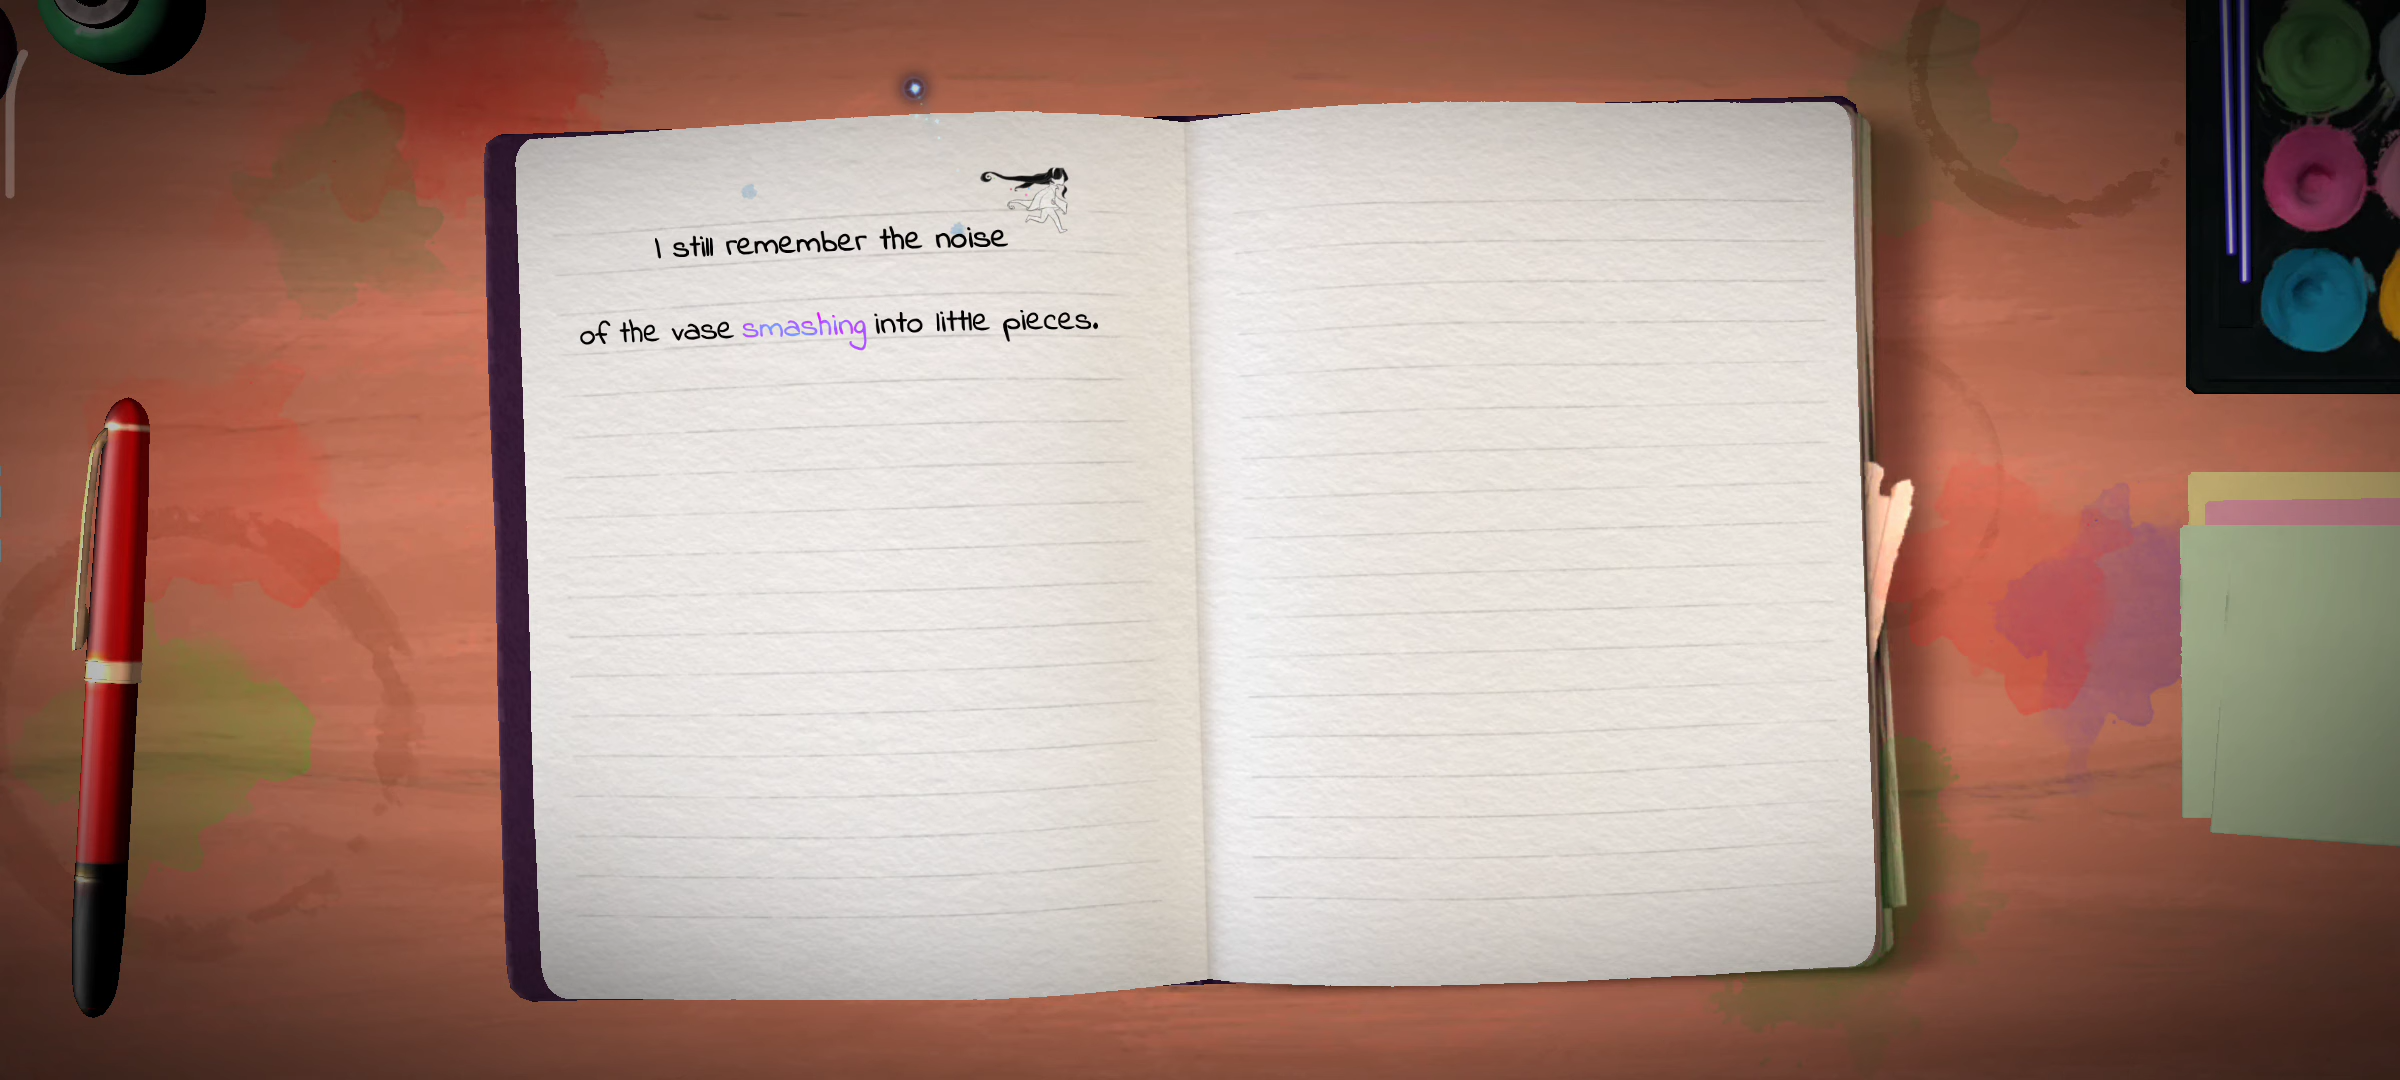 I still remember the noise
of the vase smashing into little pieces.